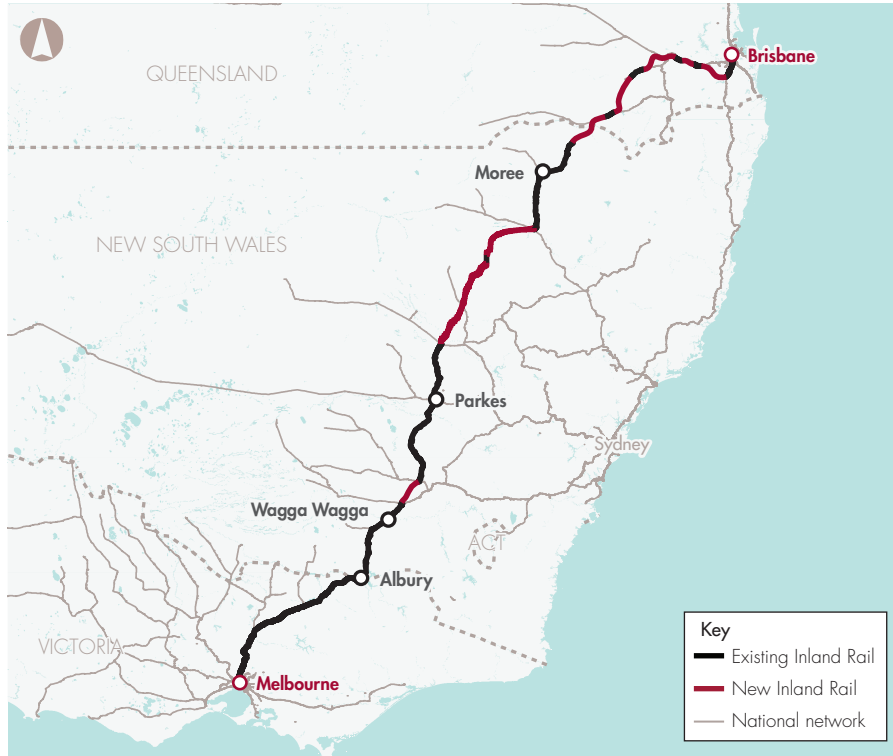 Brisbane
QUEENSLAND
Moree
NEW SOUTH WALES
Parkes
Sydney
Wagga Wagga
ACT
Albury
VICTORIA
Melbourne
Key
Existing Inland Rail
New Inland Rail
National network